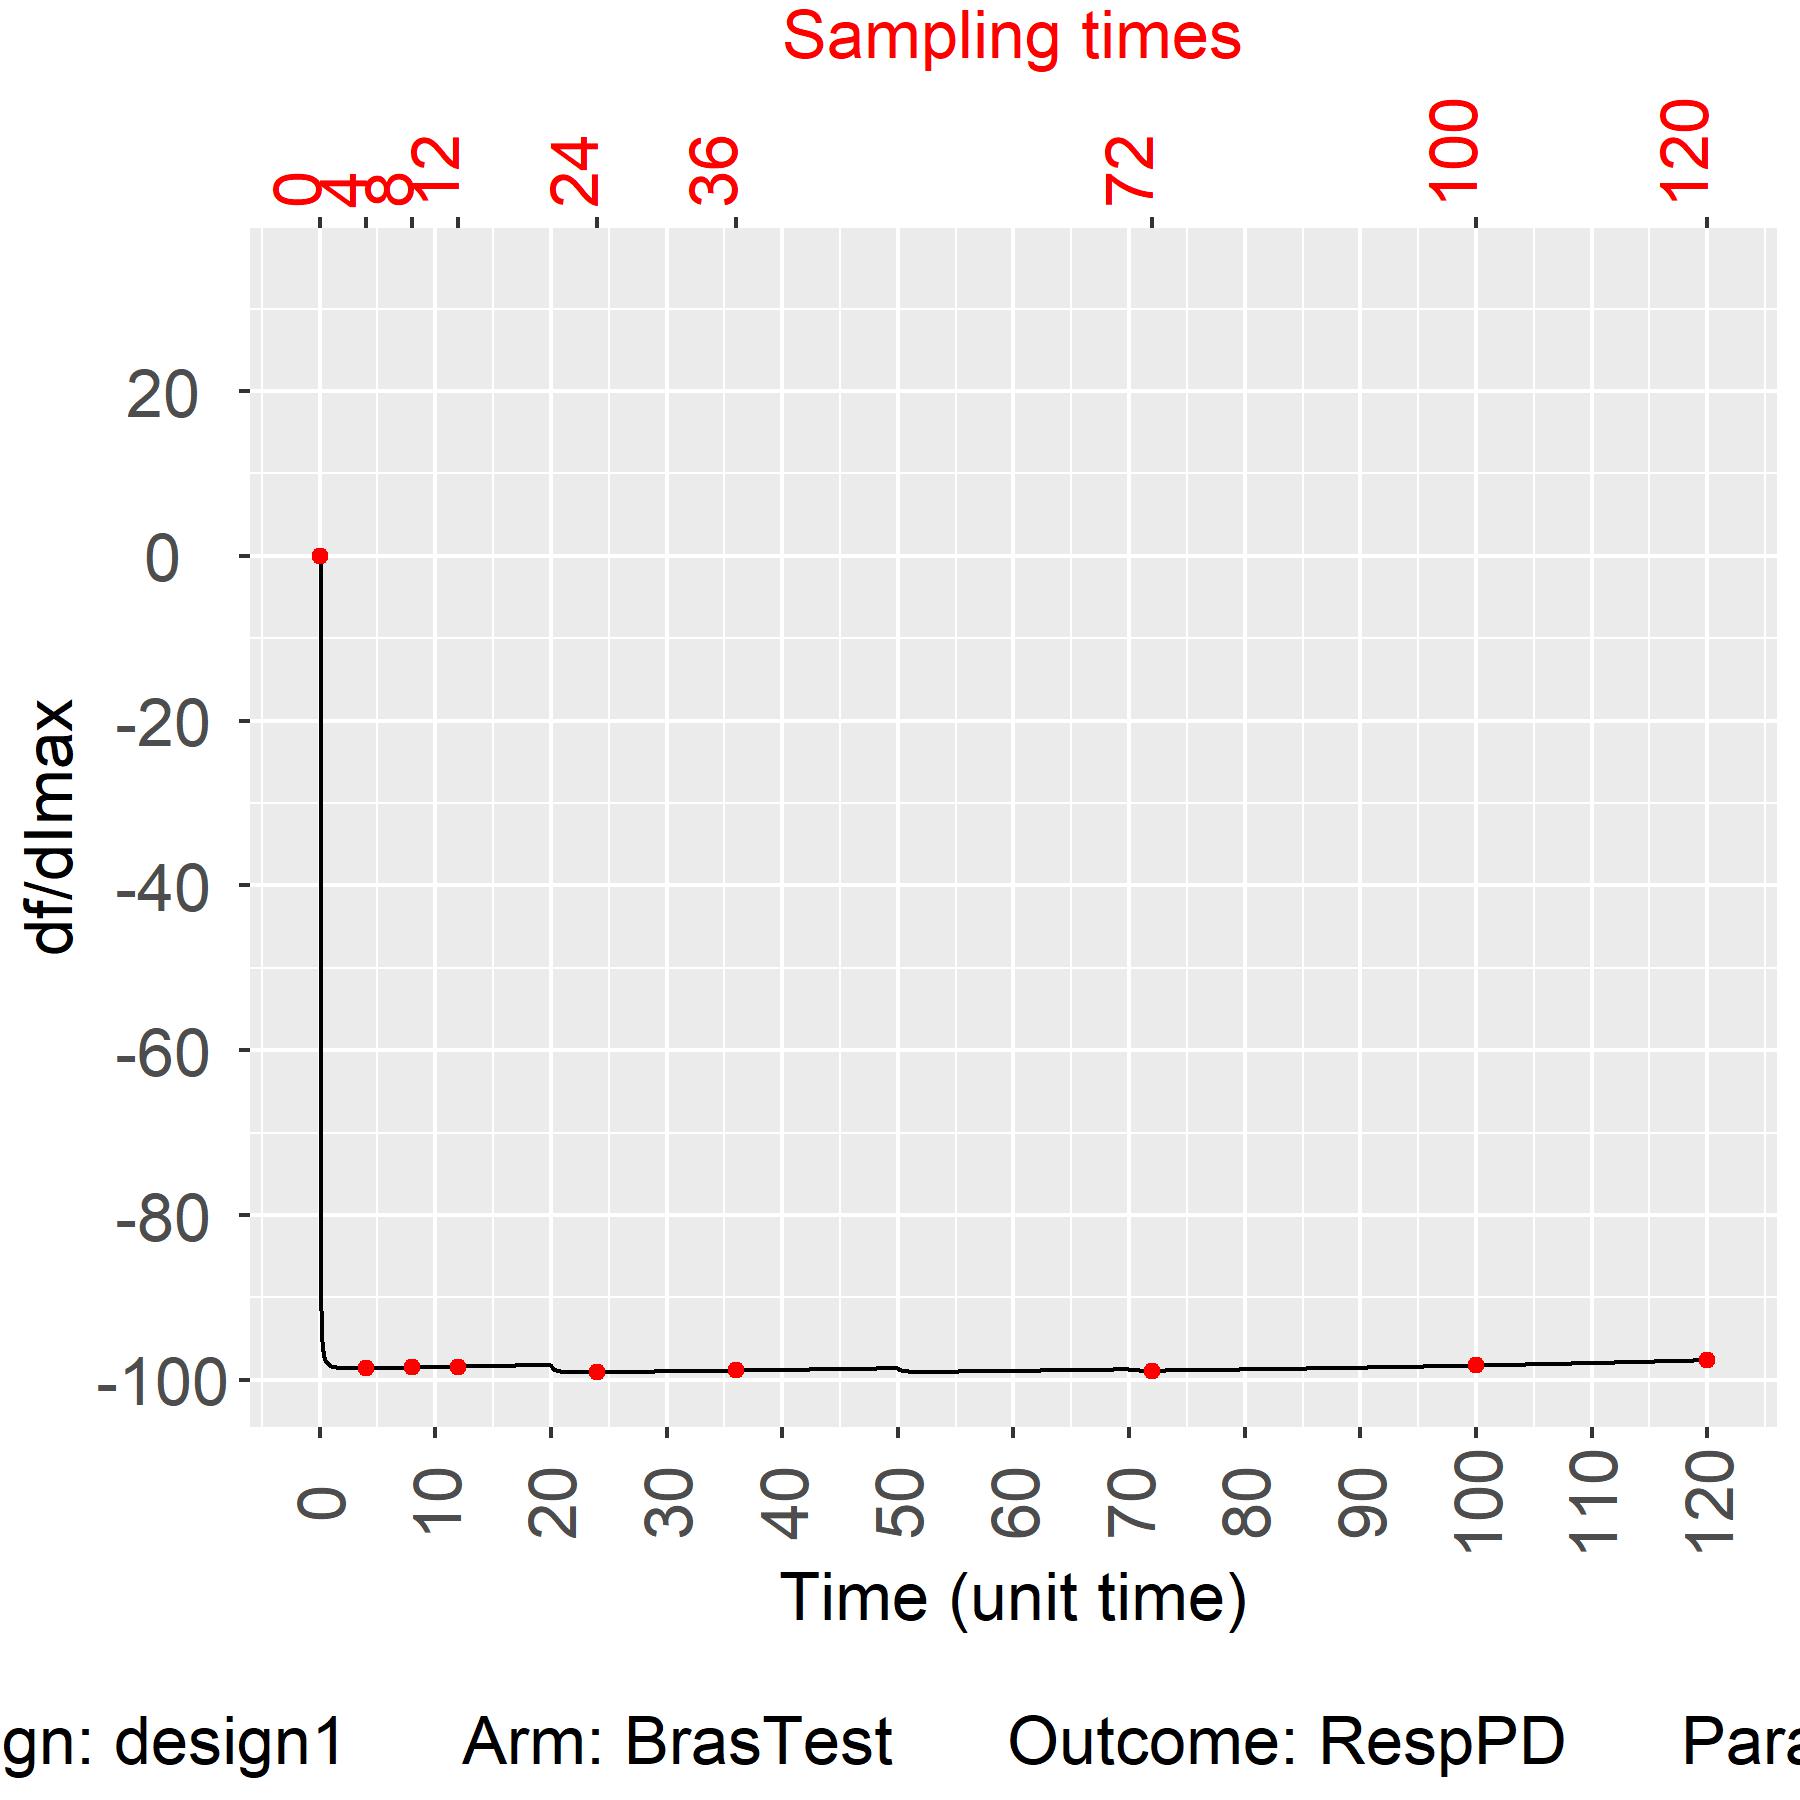 Sampling times
0 4 8 12 24 36 72 100 120
20
0
-20
-40
-60
-80
-100
df/dImax
0 10 20 30 40 50 60 70 80 90 100 110 120
Time (unit time)
gn: design1 Arm: BrasTest Outcome: RespPD Para